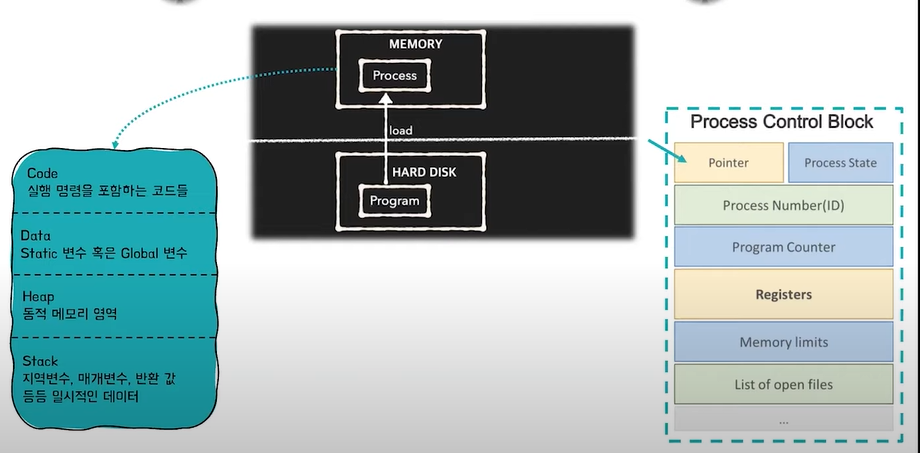 MEMORY
Process
load
HARD DISK
Program
Code
실행 명령을 포함하는 코드들
Data
Static 변수 혹은 Global 변수
Heap
동적 메모리 영역
Stack
지역변수, 매개변수, 반환 값
등등 일시적인 데이터
Process Control Block
Pointer
Process State
Process Number(ID)
Program Counter
Registers
Memory limits
List of open files
...